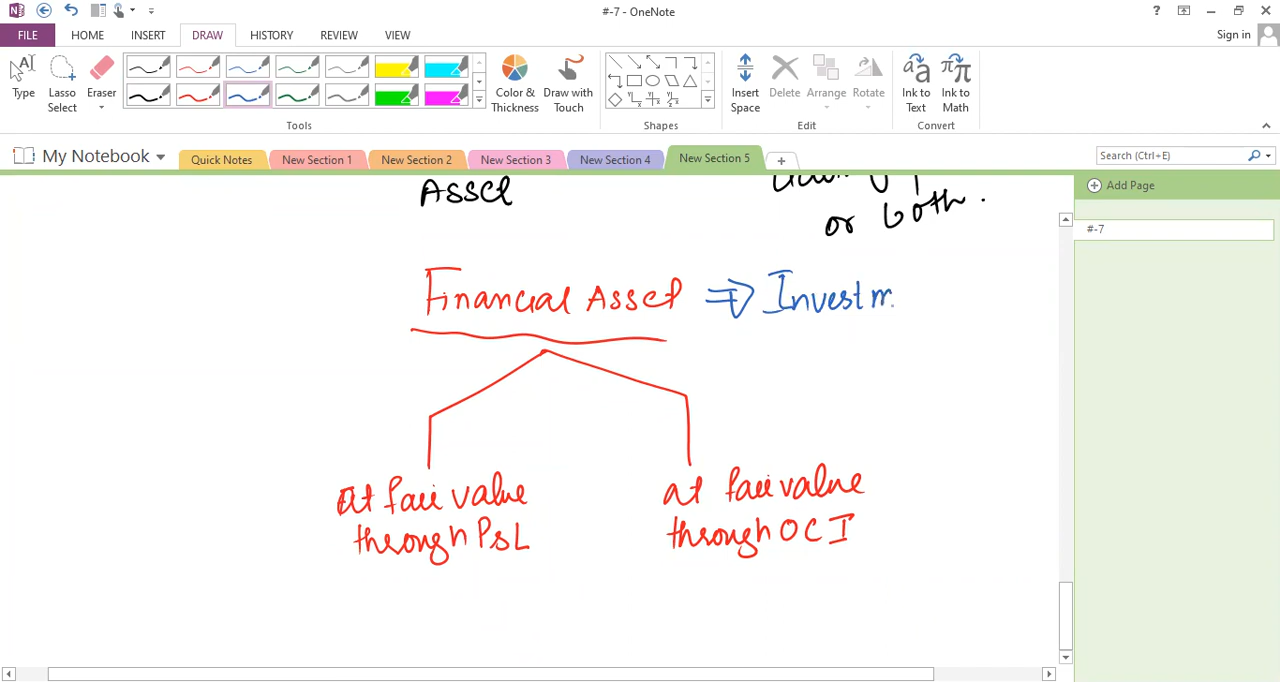 #-7 - OneNote
FILE HOME INSERT DRAW HISTORY REVIEW VIEW
Sign in
Type
Lasso Select
Eraser
Color & Thickness
Draw with Touch
Insert Space
Delete
Arrange
Rotate
Ink to Text
Ink to Math
Tools
Shapes
Edit
Convert
My Notebook
Quick Notes
New Section 1
New Section 2
New Section 3
New Section 4
New Section 5
Search (Ctrl+E)
Add Page
#-7
Asset
or both.
Financial Asset ⇒ Investm
at fair value
through P&L
at fair value
through OCI